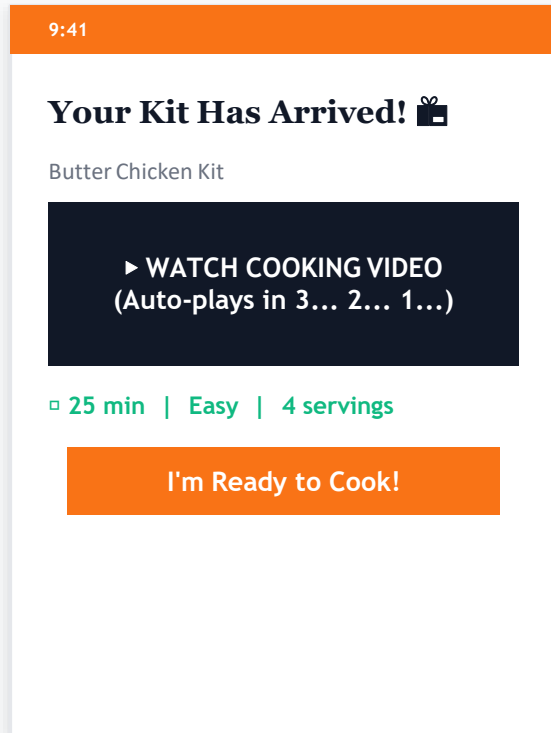 9:41
Your Kit Has Arrived! 🎁
Butter Chicken Kit
▶ WATCH COOKING VIDEO
(Auto-plays in 3... 2... 1...)
▫ 25 min | Easy | 4 servings
I'm Ready to Cook!